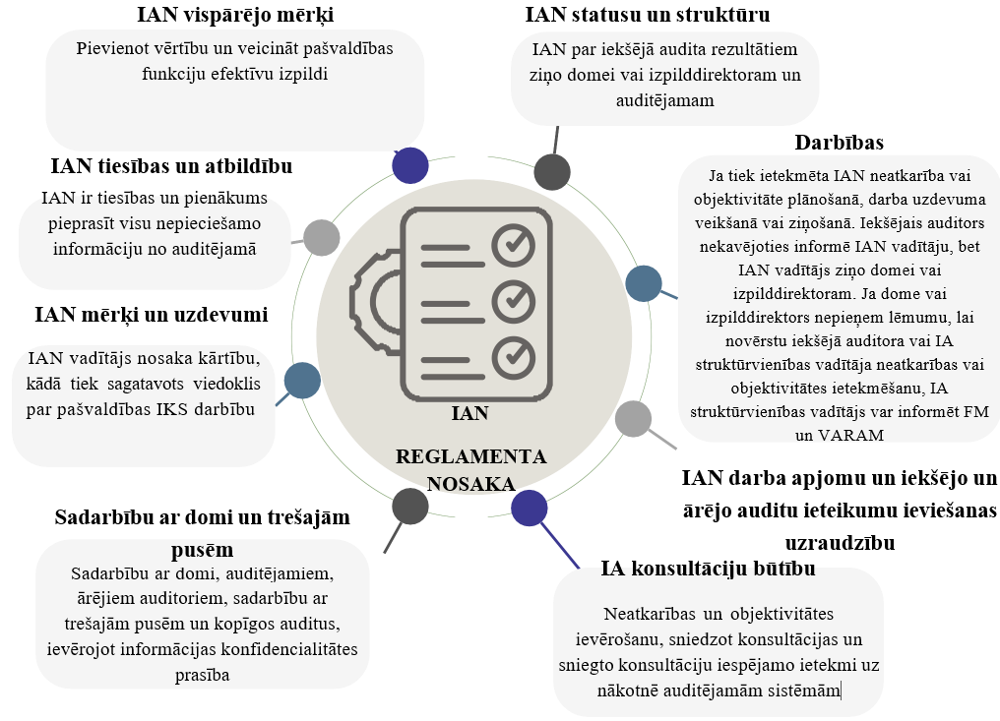 IAN vispārējo mērķi
Pievienot vērtību un veicināt pašvaldības
funkciju efektīvu izpildi
IAN statusu un struktūru
IAN par iekšējā audita rezultātiem
ziņo domei vai izpilddirektoram un
auditējamam
IAN tiesības un atbildību
IAN ir tiesības un pienākums
pieprasīt visu nepieciešamo
informāciju no auditējamā
Darbības
Ja tiek ietekmēta IAN neatkarība vai
objektivitāte plānošanā, darba uzdevuma
veikšanā vai ziņošanā. Iekšējais auditors
nekavējoties informē IAN vadītāju, bet
IAN vadītājs ziņo domei vai
izpilddirektoram. Ja dome vai
izpilddirektors nepieņem lēmumu, lai
novērstu iekšējā auditora vai IA
struktūrvienības vadītāja neatkarības vai
objektivitātes ietekmēšanu, IA
struktūrvienības vadītājs var informēt FM
un VARAM
IAN mērķi un uzdevumi
IAN vadītājs nosaka kārtību,
kādā tiek sagatavots viedoklis
par pašvaldības IKS darbību
IAN
REGLAMENTA
NOSAKA
IAN darba apjomu un iekšējo un
ārējo auditu ieteikumu ieviešanas
uzraudzību
Sadarbību ar domi un trešajām
pusēm
Sadarbību ar domi, auditējamiem,
ārējiem auditoriem, sadarbību ar
trešajām pusēm un kopīgos auditus,
ievērojot informācijas konfidencialitātes
prasība
IA konsultāciju būtību
Neatkarības un objektivitātes
ievērošanu, sniedzot konsultācijas un
sniegto konsultāciju iespējamo ietekmi uz
nākotnē auditējamām sistēmām